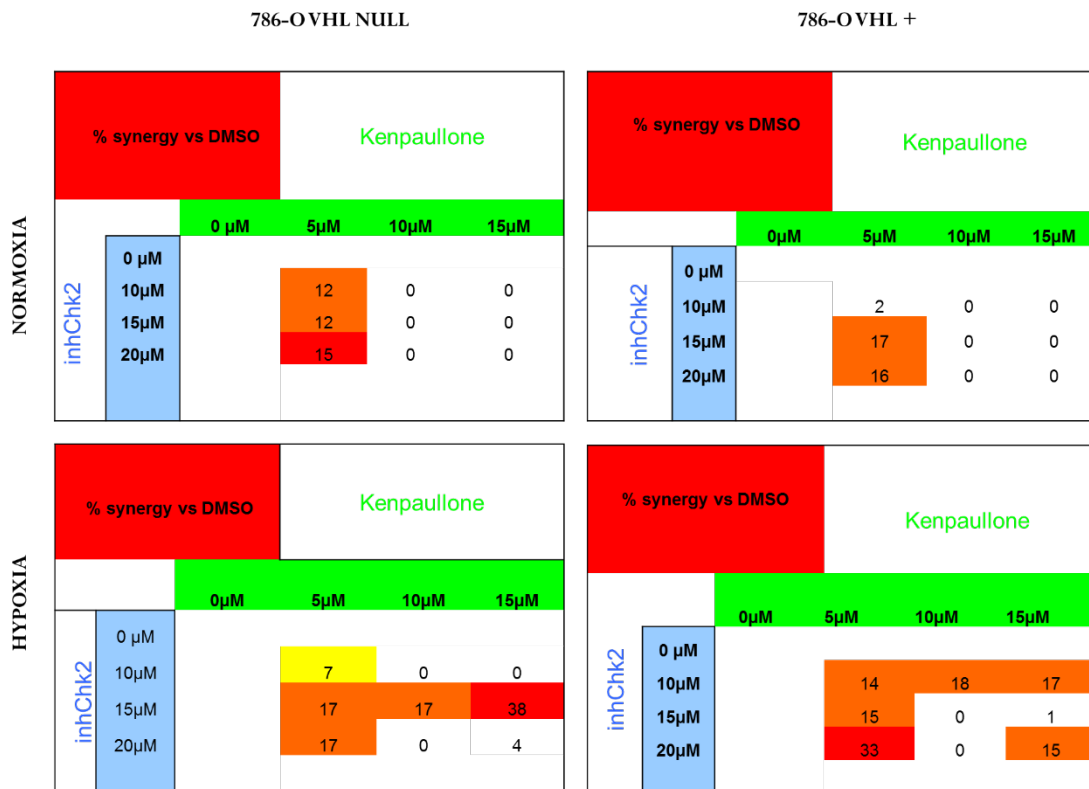 786-O VHL NULL
786-O VHL +
NORMOXIA
% synergy vs DMSO
Kenpaullone
0 µM 5µM 10µM 15µM
inhChk2
0 µM
10µM 12 0 0
15µM 12 0 0
20µM 15 0 0
% synergy vs DMSO
Kenpaullone
0µM 5µM 10µM 15µM
inhChk2
0 µM
10µM 2 0 0
15µM 17 0 0
20µM 16 0 0
HYPOXIA
% synergy vs DMSO
Kenpaullone
0µM 5µM 10µM 15µM
inhChk2
0 µM
10µM 7 0 0
15µM 17 17 38
20µM 17 0 4
% synergy vs DMSO
Kenpaullone
0µM 5µM 10µM 15µM
inhChk2
0 µM
10µM 14 18 17
15µM 15 0 1
20µM 33 0 15